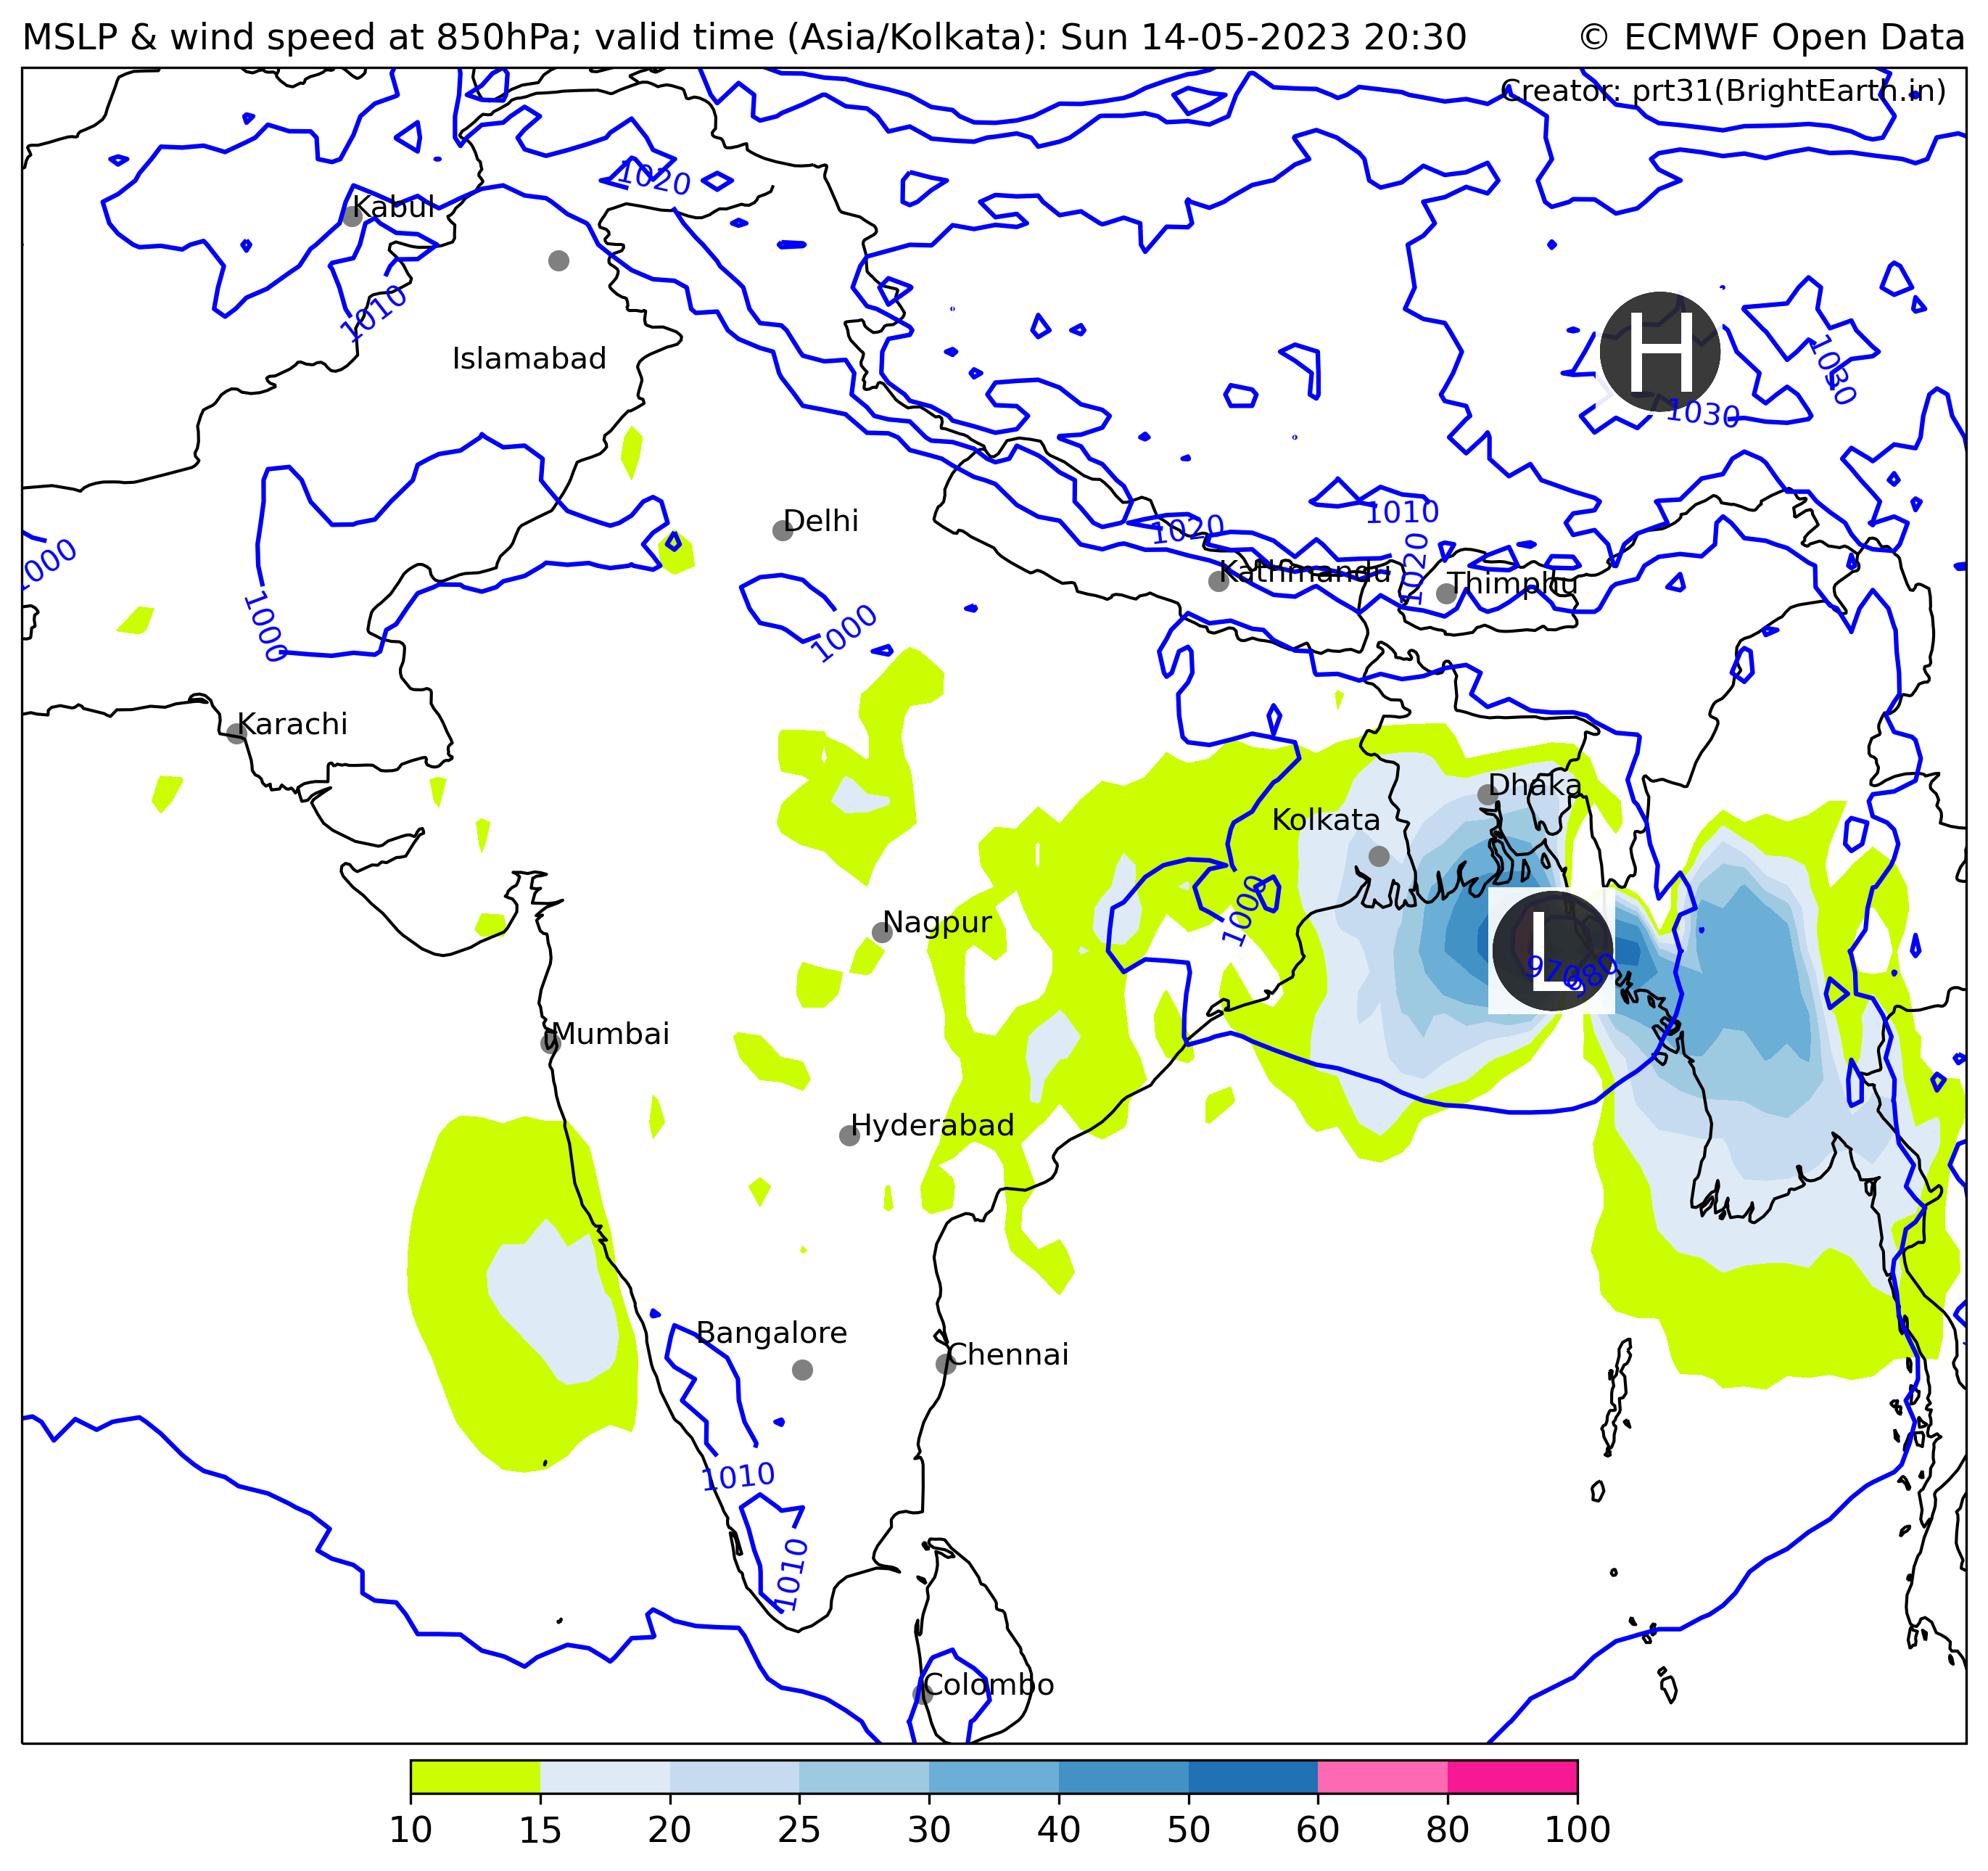 MSLP & wind speed at 850hPa; valid time (Asia/Kolkata): Sun 14-05-2023 20:30 © ECMWF Open Data
Creator: prt31(BrightEarth.in)
1020
Kabul
1010
Islamabad
H
1030
1030
1000
Delhi
1020
1010
1020
Kathmandu
Thimphu
1000
1000
Karachi
Dhaka
Kolkata
1000
Nagpur
L
970
980
Mumbai
Hyderabad
Bangalore
Chennai
1010
1010
Colombo
10 15 20 25 30 40 50 60 80 100